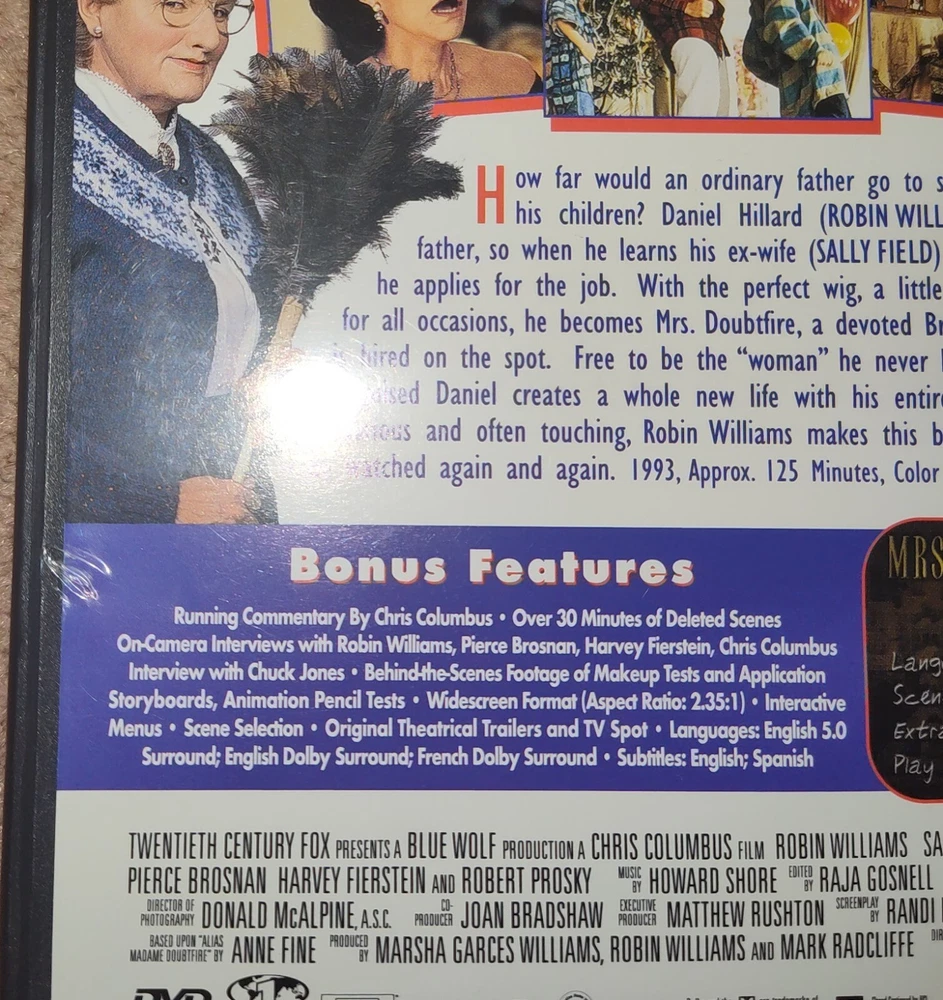 How far would an ordinary father go to s
his children? Daniel Hillard (ROBIN WILL
father, so when he learns his ex-wife (SALLY FIELD)
he applies for the job. With the perfect wig, a little
for all occasions, he becomes Mrs. Doubtfire, a devoted Br
hired on the spot. Free to be the “woman” he never
Daniel creates a whole new life with his entire
and often touching, Robin Williams makes this b
watched again and again. 1993, Approx. 125 Minutes, Color
Bonus Features
Running Commentary By Chris Columbus • Over 30 Minutes of Deleted Scenes
On-Camera Interviews with Robin Williams, Pierce Brosnan, Harvey Fierstein, Chris Columbus
Interview with Chuck Jones • Behind-the-Scenes Footage of Makeup Tests and Application
Storyboards, Animation Pencil Tests • Widescreen Format (Aspect Ratio: 2.35:1) • Interactive
Menus • Scene Selection • Original Theatrical Trailers and TV Spot • Languages: English 5.0
Surround; English Dolby Surround; French Dolby Surround • Subtitles: English; Spanish
MRS
Lang
Scen
Extra
Play
TWENTIETH CENTURY FOX PRESENTS A BLUE WOLF PRODUCTION A CHRIS COLUMBUS FILM ROBIN WILLIAMS SA
PIERCE BROSNAN HARVEY FIERSTEIN AND ROBERT PROSKY MUSIC BY HOWARD SHORE EDITED BY RAJA GOSNELL
DIRECTOR OF PHOTOGRAPHY DONALD McALPINE, A.S.C. CO-PRODUCER JOAN BRADSHAW EXECUTIVE PRODUCER MATTHEW RUSHTON SCREENPLAY BY RANDI
BASED UPON "ALIAS MADAME DOUBTFIRE" BY ANNE FINE PRODUCED BY MARSHA GARCES WILLIAMS, ROBIN WILLIAMS AND MARK RADCLIFFE DIR
DVD